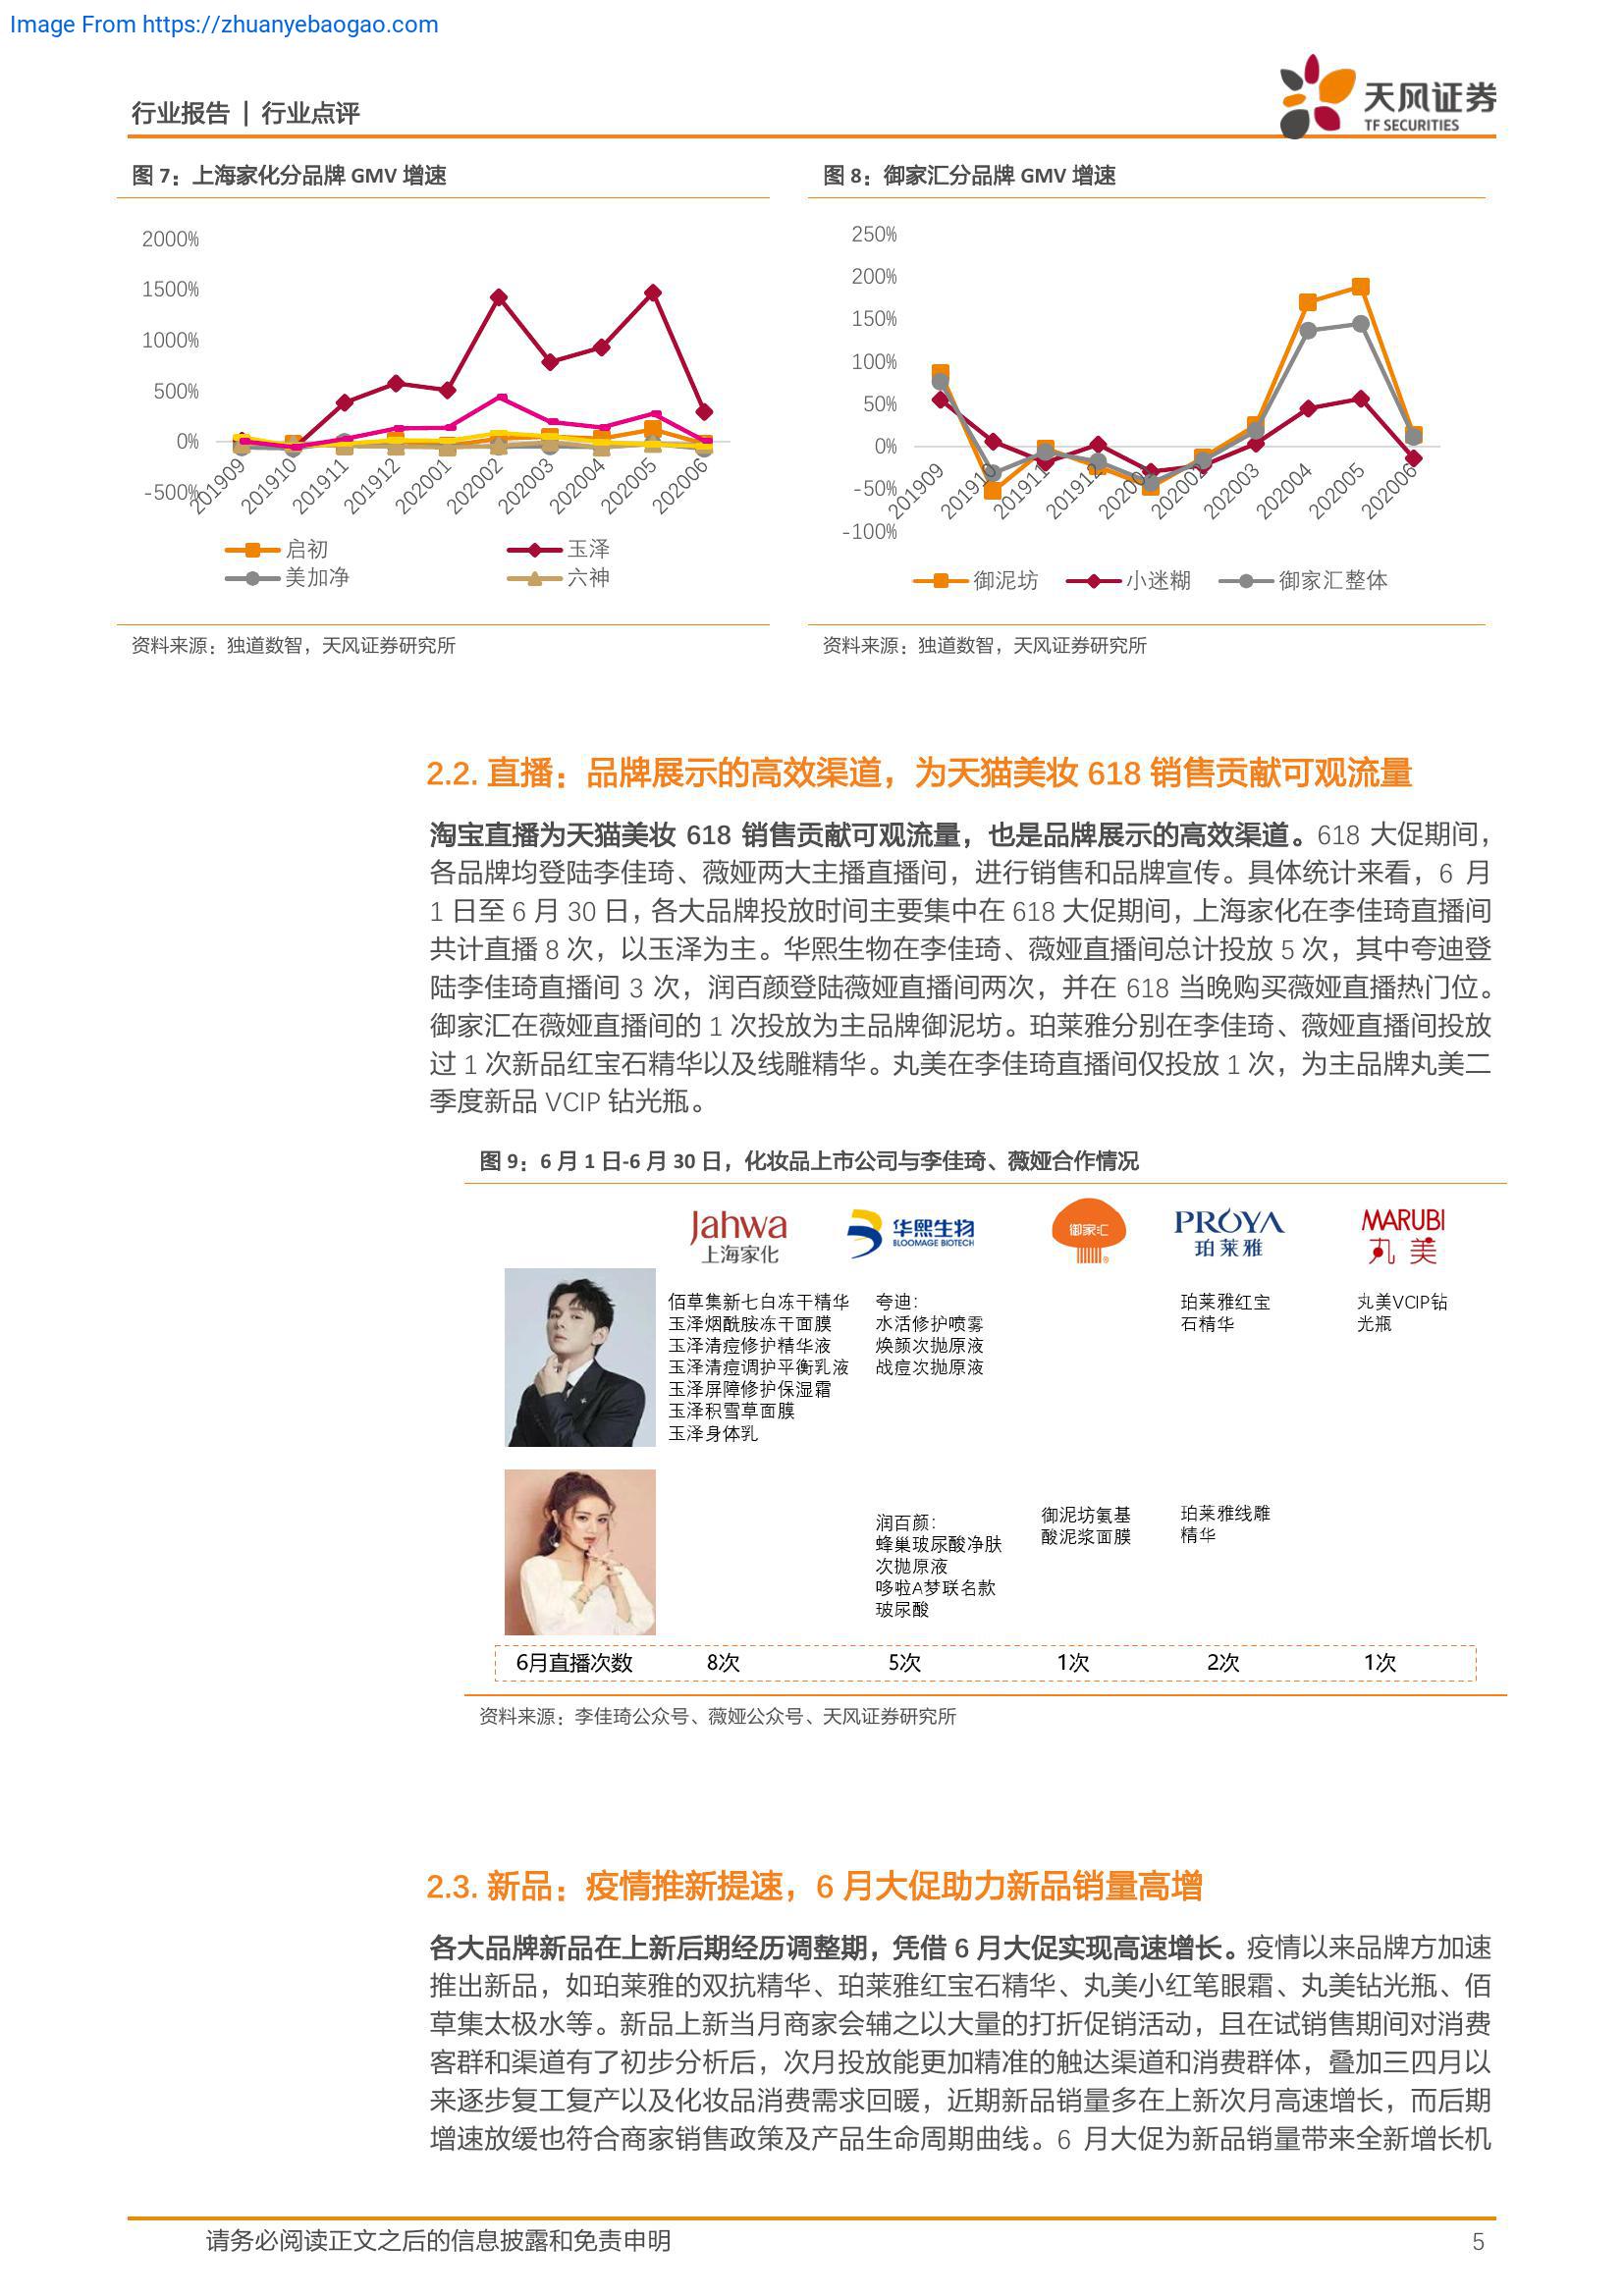 Image From https://zhuanyebaogao.com
行业报告 | 行业点评
天风证券
TF SECURITIES
图 7：上海家化分品牌 GMV 增速
2000%
1500%
1000%
500%
0%
-500%
201909
201910
201911
201912
202001
202002
202003
202004
202005
202006
启初
玉泽
美加净
六神
资料来源：独道数智，天风证券研究所
图 8：御家汇分品牌 GMV 增速
250%
200%
150%
100%
50%
0%
-50%
-100%
201909
201910
201911
201912
202001
202002
202003
202004
202005
202006
御泥坊
小迷糊
御家汇整体
资料来源：独道数智，天风证券研究所
2.2. 直播：品牌展示的高效渠道，为天猫美妆 618 销售贡献可观流量
淘宝直播为天猫美妆 618 销售贡献可观流量，也是品牌展示的高效渠道。618 大促期间，
各品牌均登陆李佳琦、薇娅两大主播直播间，进行销售和品牌宣传。具体统计来看，6 月
1 日至 6 月 30 日，各大品牌投放时间主要集中在 618 大促期间，上海家化在李佳琦直播间
共计直播 8 次，以玉泽为主。华熙生物在李佳琦、薇娅直播间总计投放 5 次，其中夸迪登
陆李佳琦直播间 3 次，润百颜登陆薇娅直播间两次，并在 618 当晚购买薇娅直播热门位。
御家汇在薇娅直播间的 1 次投放为主品牌御泥坊。珀莱雅分别在李佳琦、薇娅直播间投放
过 1 次新品红宝石精华以及线雕精华。丸美在李佳琦直播间仅投放 1 次，为主品牌丸美二
季度新品 VCIP 钻光瓶。
图 9：6 月 1 日-6 月 30 日，化妆品上市公司与李佳琦、薇娅合作情况
Jahwa
上海家化
华熙生物
BLOOMAGE BIOTECH
御家汇
PROYA
珀莱雅
MARUBI
丸美
佰草集新七白冻干精华
玉泽烟酰胺冻干面膜
玉泽清痘修护精华液
玉泽清痘调护平衡乳液
玉泽屏障修护保湿霜
玉泽积雪草面膜
玉泽身体乳
夸迪：
水活修护喷雾
焕颜次抛原液
战痘次抛原液
珀莱雅红宝
石精华
丸美VCIP钻
光瓶
润百颜：
蜂巢玻尿酸净肤
次抛原液
哆啦A梦联名款
玻尿酸
御泥坊氨基
酸泥浆面膜
珀莱雅线雕
精华
6月直播次数 8次 5次 1次 2次 1次
资料来源：李佳琦公众号、薇娅公众号、天风证券研究所
2.3. 新品：疫情推新提速，6 月大促助力新品销量高增
各大品牌新品在上新后期经历调整期，凭借 6 月大促实现高速增长。疫情以来品牌方加速
推出新品，如珀莱雅的双抗精华、珀莱雅红宝石精华、丸美小红笔眼霜、丸美钻光瓶、佰
草集太极水等。新品上新当月商家会辅之以大量的打折促销活动，且在试销售期间对消费
客群和渠道有了初步分析后，次月投放能更加精准的触达渠道和消费群体，叠加三四月以
来逐步复工复产以及化妆品消费需求回暖，近期新品销量多在上新次月高速增长，而后期
增速放缓也符合商家销售政策及产品生命周期曲线。6 月大促为新品销量带来全新增长机
请务必阅读正文之后的信息披露和免责申明
5